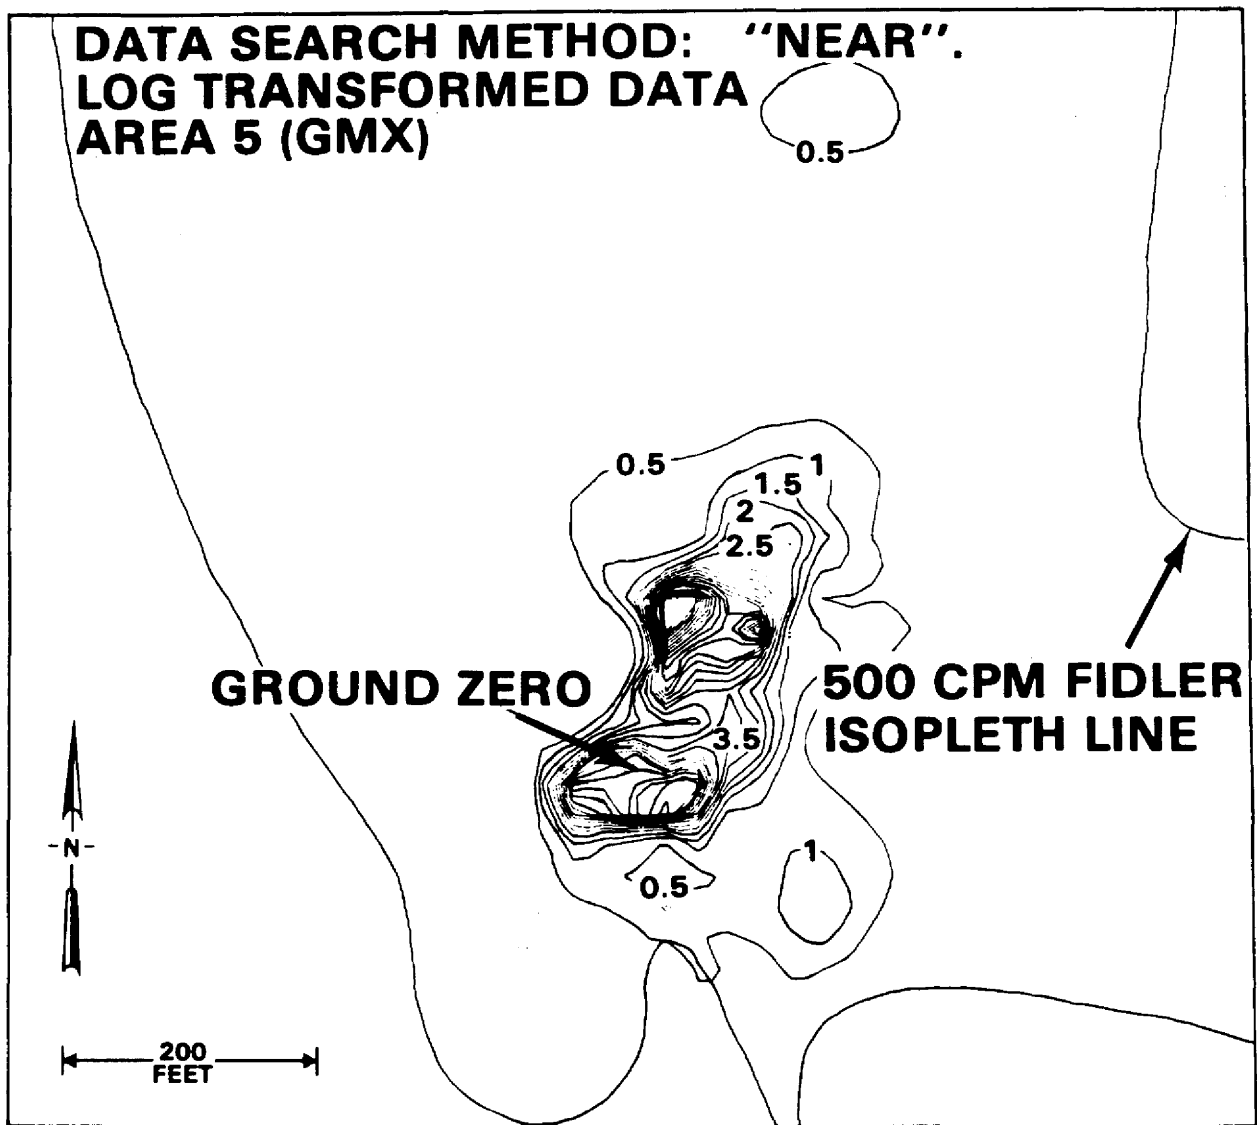 DATA SEARCH METHOD: "NEAR".
LOG TRANSFORMED DATA
AREA 5 (GMX)
0.5
0.5
1
1.5
2
2.5
GROUND ZERO
500 CPM FIDLER
ISOPLETH LINE
3.5
-N-
1
0.5
200
FEET